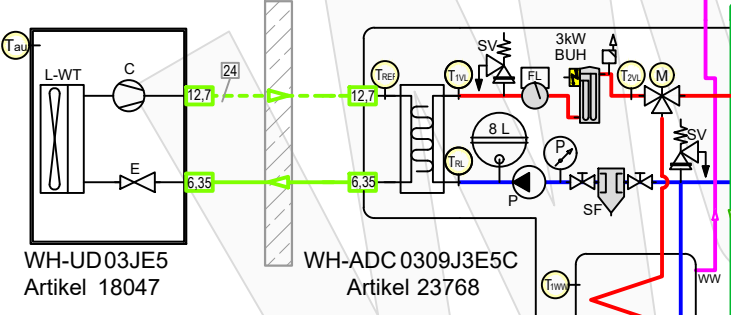 Tau
L-WT
C
E
12,7
6,35
24
WH-UD03JE5
Artikel 18047
12,7
6,35
TREF
T1VL
SV
FL
3kW
BUH
T2VL
M
8 L
TRL
P
P
SF
SV
WH-ADC0309J3E5C
Artikel 23768
T1WW
WW